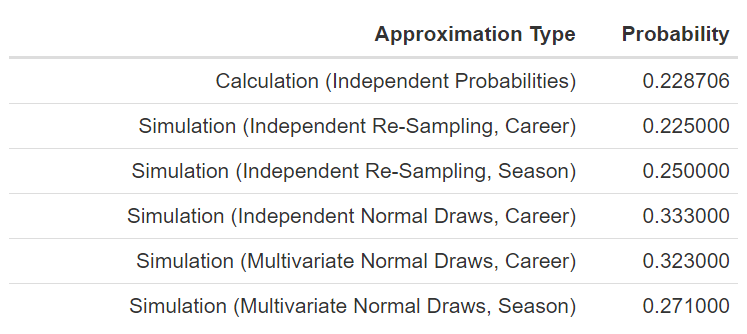 Approximation Type Probability
Calculation (Independent Probabilities) 0.228706
Simulation (Independent Re-Sampling, Career) 0.225000
Simulation (Independent Re-Sampling, Season) 0.250000
Simulation (Independent Normal Draws, Career) 0.333000
Simulation (Multivariate Normal Draws, Career) 0.323000
Simulation (Multivariate Normal Draws, Season) 0.271000